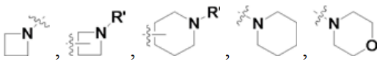 N , N R' , N R' , N , N O